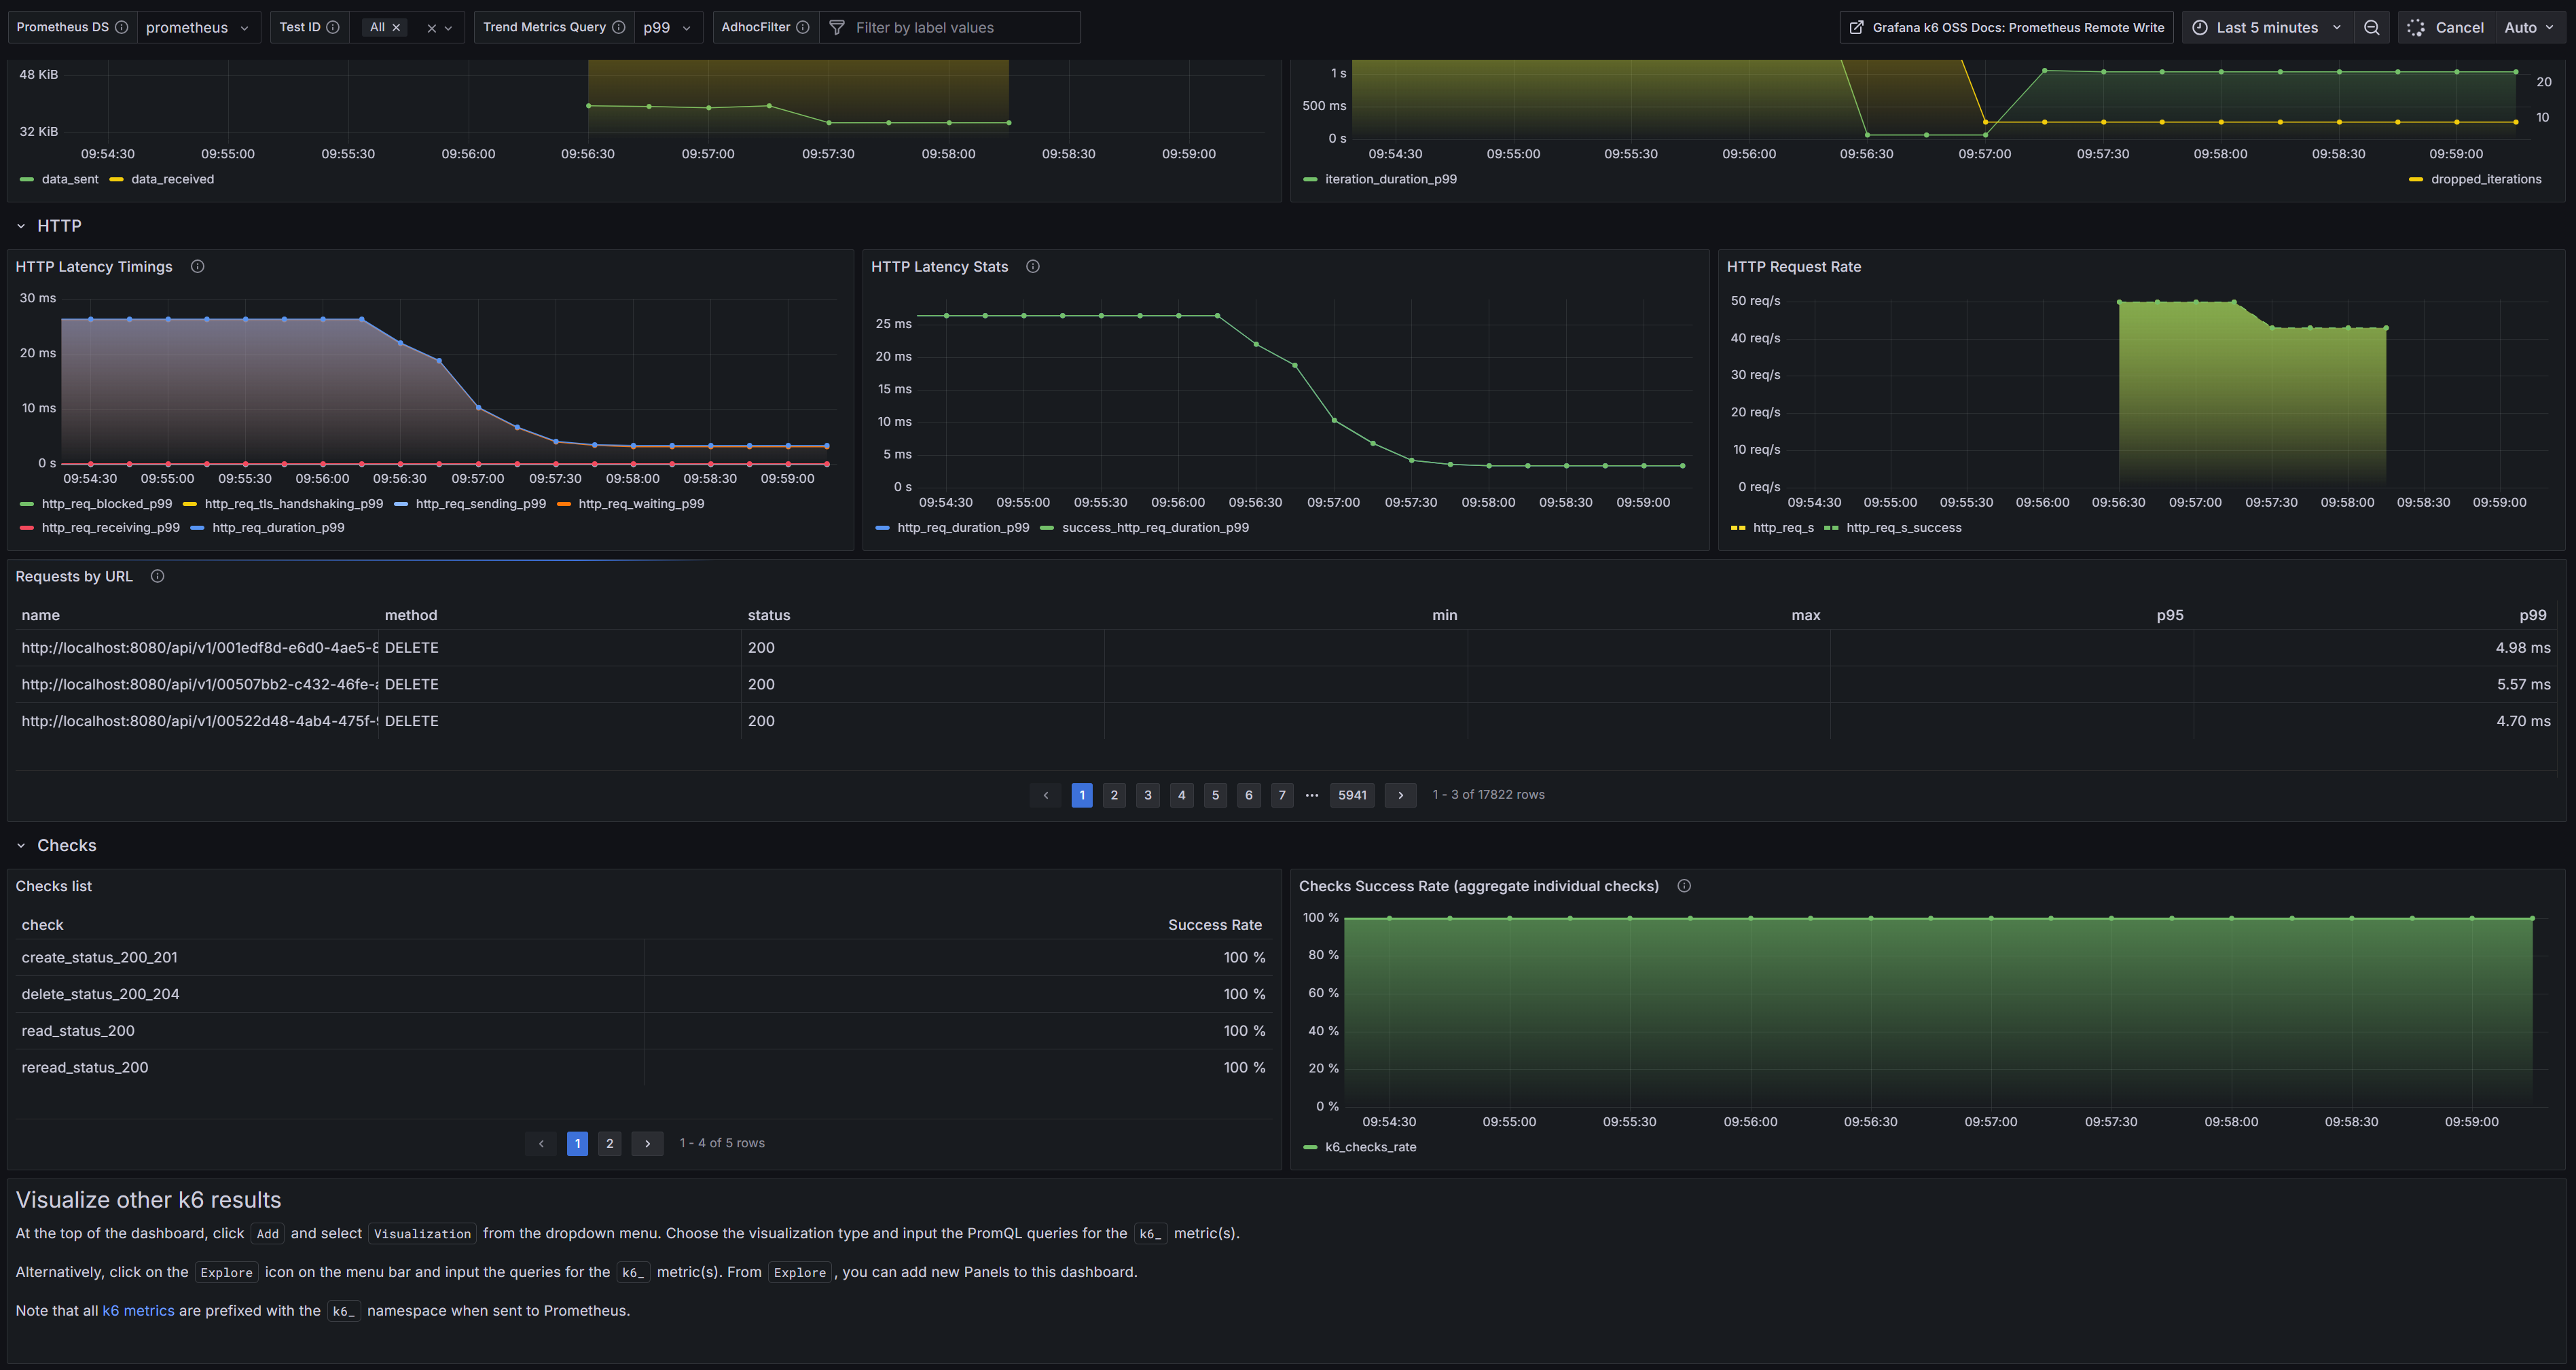 Prometheus DS prometheus Test ID All Trend Metrics Query p99 AdhocFilter Filter by label values Grafana k6 OSS Docs: Prometheus Remote Write Last 5 minutes Cancel Auto
48 KiB
32 KiB
09:54:30 09:55:00 09:55:30 09:56:00 09:56:30 09:57:00 09:57:30 09:58:00 09:58:30 09:59:00
data_sent data_received
1 s
500 ms
0 s
20
10
09:54:30 09:55:00 09:55:30 09:56:00 09:56:30 09:57:00 09:57:30 09:58:00 09:58:30 09:59:00
iteration_duration_p99 dropped_iterations
HTTP
HTTP Latency Timings
30 ms
20 ms
10 ms
0 s
09:54:30 09:55:00 09:55:30 09:56:00 09:56:30 09:57:00 09:57:30 09:58:00 09:58:30 09:59:00
http_req_blocked_p99 http_req_tls_handshaking_p99 http_req_sending_p99 http_req_waiting_p99
http_req_receiving_p99 http_req_duration_p99
HTTP Latency Stats
25 ms
20 ms
15 ms
10 ms
5 ms
0 s
09:54:30 09:55:00 09:55:30 09:56:00 09:56:30 09:57:00 09:57:30 09:58:00 09:58:30 09:59:00
http_req_duration_p99 success_http_req_duration_p99
HTTP Request Rate
50 req/s
40 req/s
30 req/s
20 req/s
10 req/s
0 req/s
09:54:30 09:55:00 09:55:30 09:56:00 09:56:30 09:57:00 09:57:30 09:58:00 09:58:30 09:59:00
http_req_s http_req_s_success
Requests by URL
name method status min max p95 p99
http://localhost:8080/api/v1/001edf8d-e6d0-4ae5-8 DELETE 200 4.98 ms
http://localhost:8080/api/v1/00507bb2-c432-46fe-a DELETE 200 5.57 ms
http://localhost:8080/api/v1/00522d48-4ab4-475f-9 DELETE 200 4.70 ms
1 2 3 4 5 6 7 ... 5941 1 - 3 of 17822 rows
Checks
Checks list
check Success Rate
create_status_200_201 100 %
delete_status_200_204 100 %
read_status_200 100 %
reread_status_200 100 %
1 2 1 - 4 of 5 rows
Checks Success Rate (aggregate individual checks)
100 %
80 %
60 %
40 %
20 %
0 %
09:54:30 09:55:00 09:55:30 09:56:00 09:56:30 09:57:00 09:57:30 09:58:00 09:58:30 09:59:00
k6_checks_rate
Visualize other k6 results
At the top of the dashboard, click Add and select Visualization from the dropdown menu. Choose the visualization type and input the PromQL queries for the k6_ metric(s).
Alternatively, click on the Explore icon on the menu bar and input the queries for the k6_ metric(s). From Explore, you can add new Panels to this dashboard.
Note that all k6 metrics are prefixed with the k6_ namespace when sent to Prometheus.